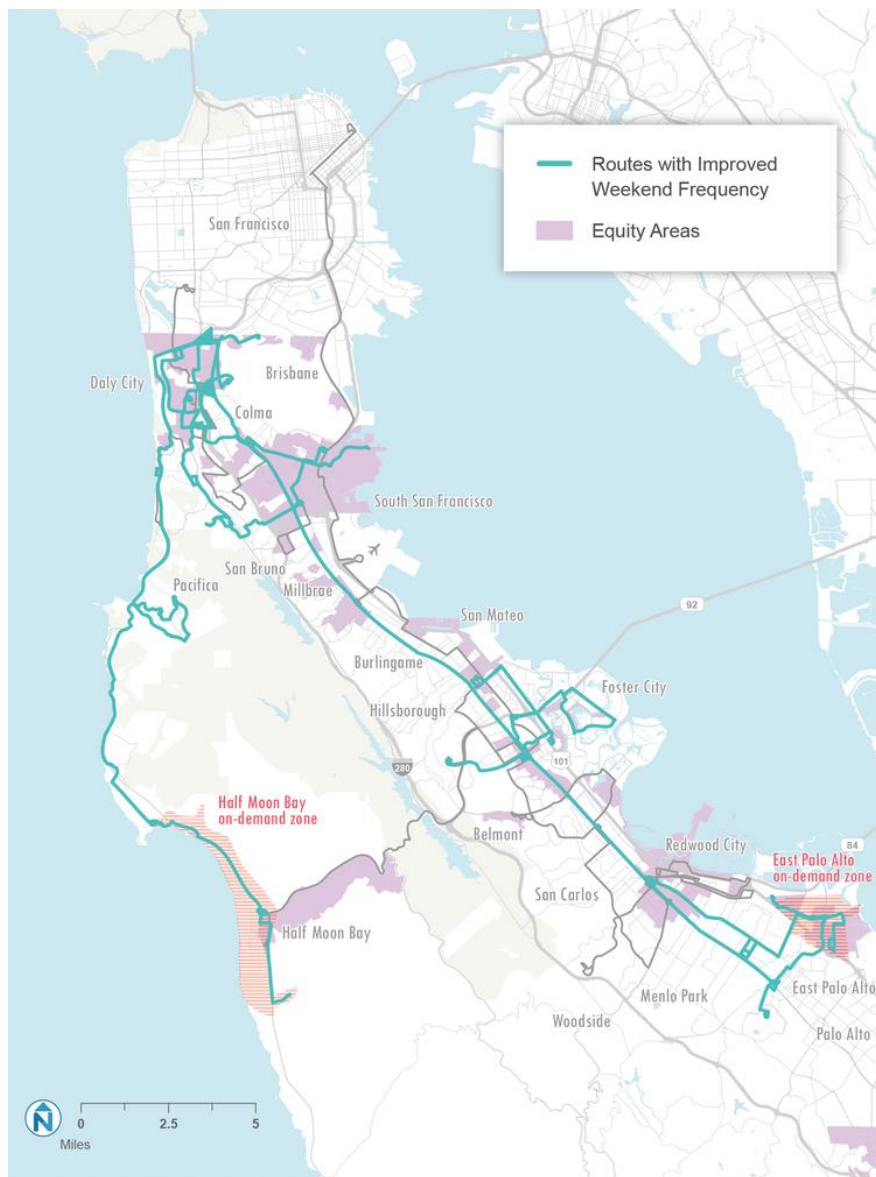 Routes with Improved
Weekend Frequency
Equity Areas
San Francisco
Daly City
Brisbane
Colma
South San Francisco
San Bruno
Pacifica
Millbrae
92
San Mateo
Burlingame
Foster City
Hillsborough
101
280
Half Moon Bay
on-demand zone
Belmont
Redwood City
84
East Palo Alto
on-demand zone
San Carlos
Half Moon Bay
Menlo Park
East Palo Alto
Woodside
Palo Alto
N
0
2.5
5
Miles